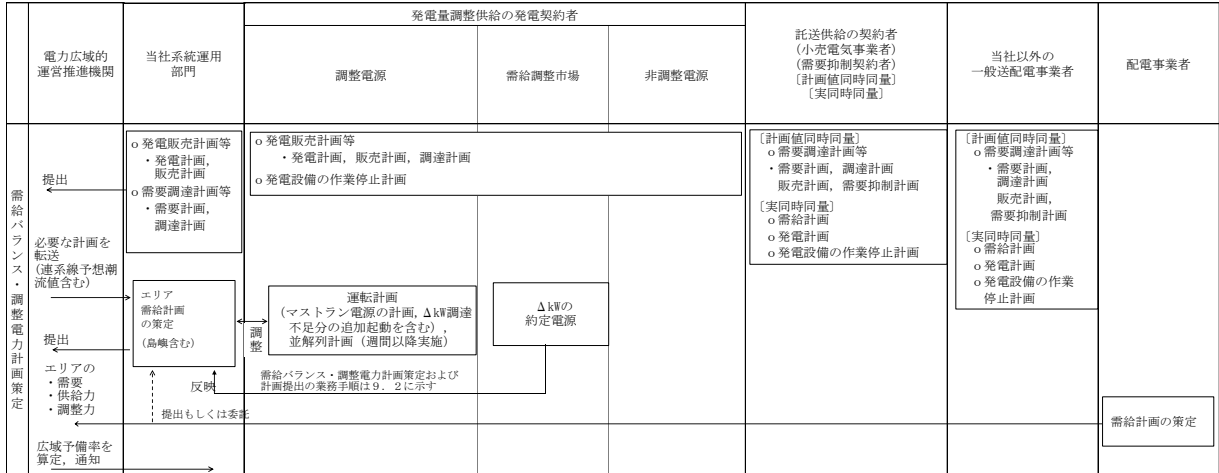 発電量調整供給の発電契約者
電力広域的
運営推進機関
当社系統運用
部門
調整電源
需給調整市場
非調整電源
託送供給の契約者
(小売電気事業者)
(需要抑制契約者)
[計画値同時同量]
[実同時同量]
当社以外の
一般送配電事業者
配電事業者
需給バランス・調整電力計画策定
提出
必要な計画を
転送
(連系線予想潮
流値含む)
提出
エリアの
・需要
・供給力
・調整力
広域予備率を
算定，通知
o 発電販売計画等
・発電計画，
販売計画
o 需要調達計画等
・需要計画，
調達計画
エリア
需給計画
の策定
(島嶼含む)
調整
反映
提出もしくは委託
o 発電販売計画等
・発電計画，販売計画，調達計画
o 発電設備の作業停止計画
運転計画
(マストラン電源の計画，ΔkW調達
不足分の追加起動を含む)，
並解列計画（週間以降実施）
ΔkWの
約定電源
需給バランス・調整電力計画策定および
計画提出の業務手順は９．２に示す
[計画値同時同量]
o 需要調達計画等
・需要計画，調達計画
販売計画，需要抑制計画
[実同時同量]
o 需給計画
o 発電計画
o 発電設備の作業停止計画
[計画値同時同量]
o 需要調達計画等
・需要計画，
調達計画
販売計画，
需要抑制計画
[実同時同量]
o 需給計画
o 発電計画
o 発電設備の作業
停止計画
需給計画の策定